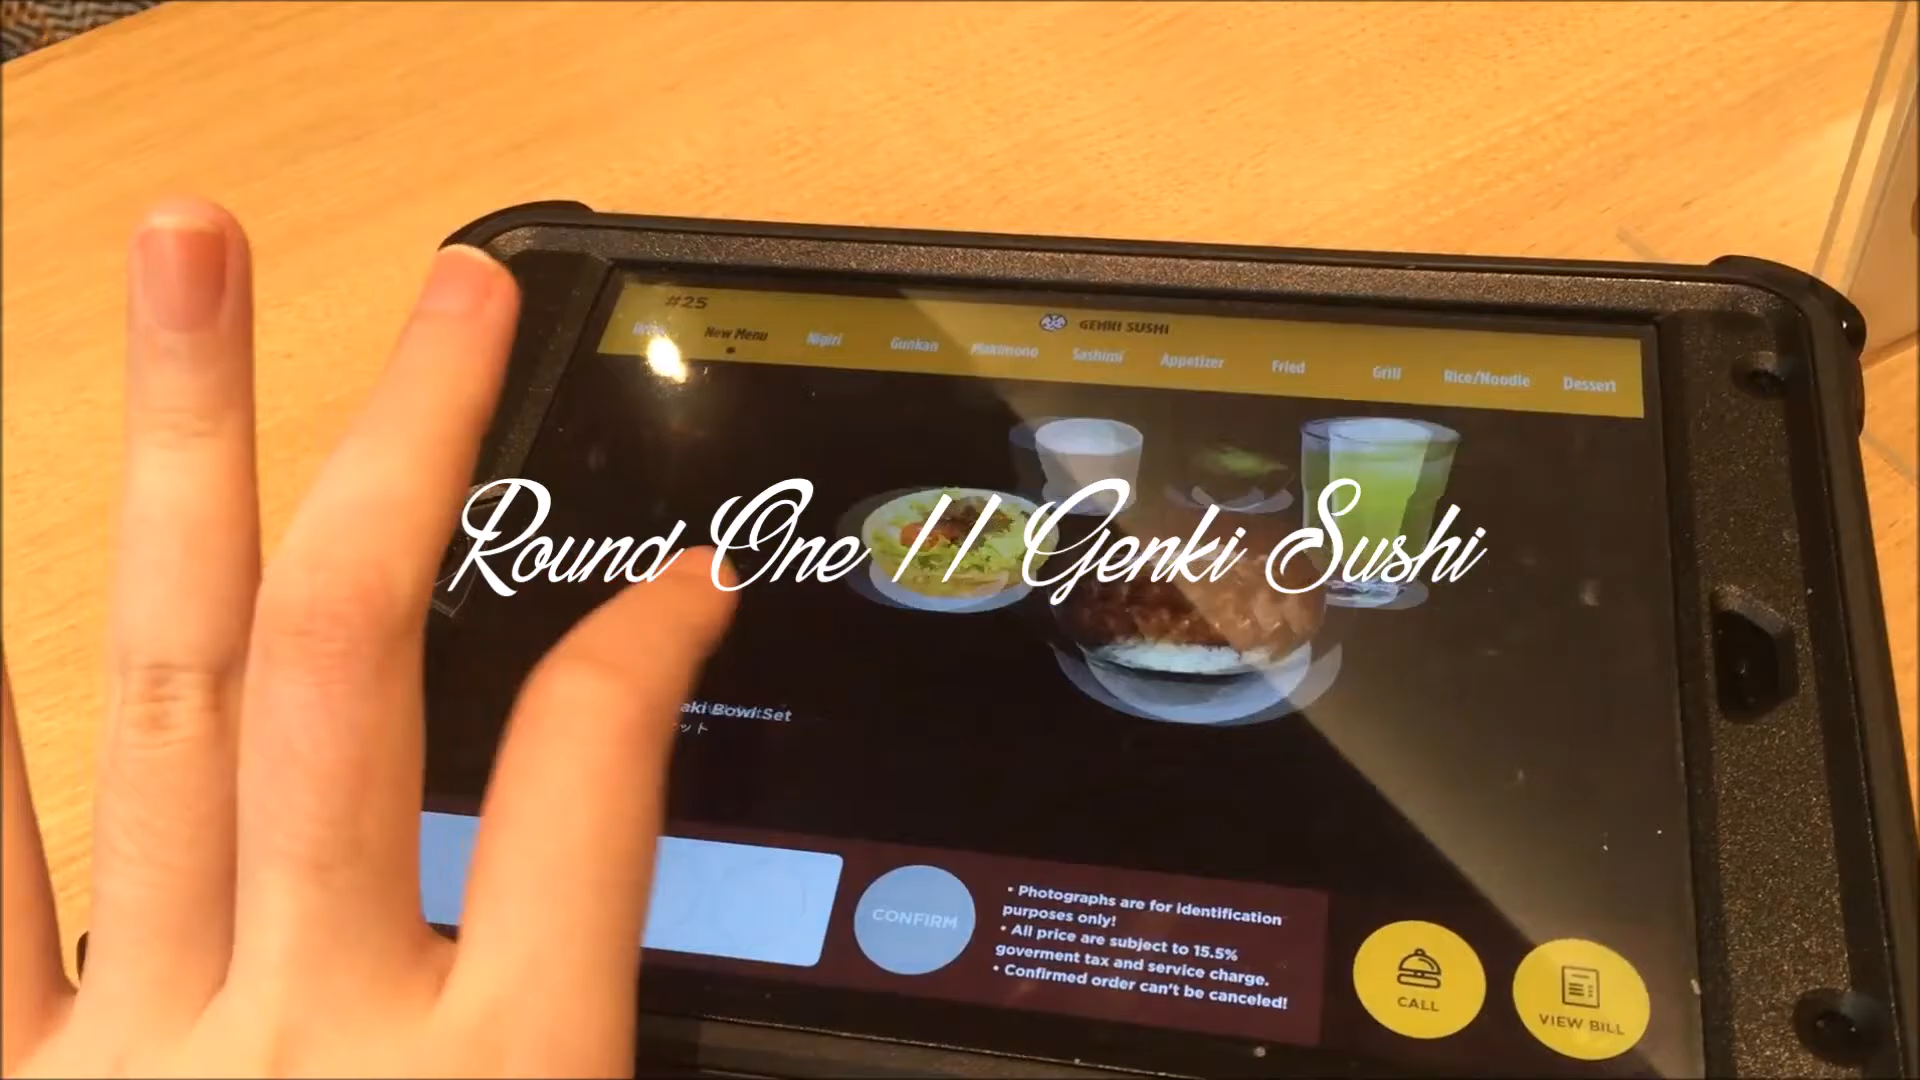 #25
GENKI SUSHI
New Menu Nigiri Gunkan Makimono Sashimi Appetizer Fried Grill Rice/Noodle Dessert
Round One // Genki Sushi
aki Bowl Set
ット
CONFIRM
• Photographs are for identification
purposes only!
• All price are subject to 15.5%
goverment tax and service charge.
• Confirmed order can't be canceled!
CALL
VIEW BILL